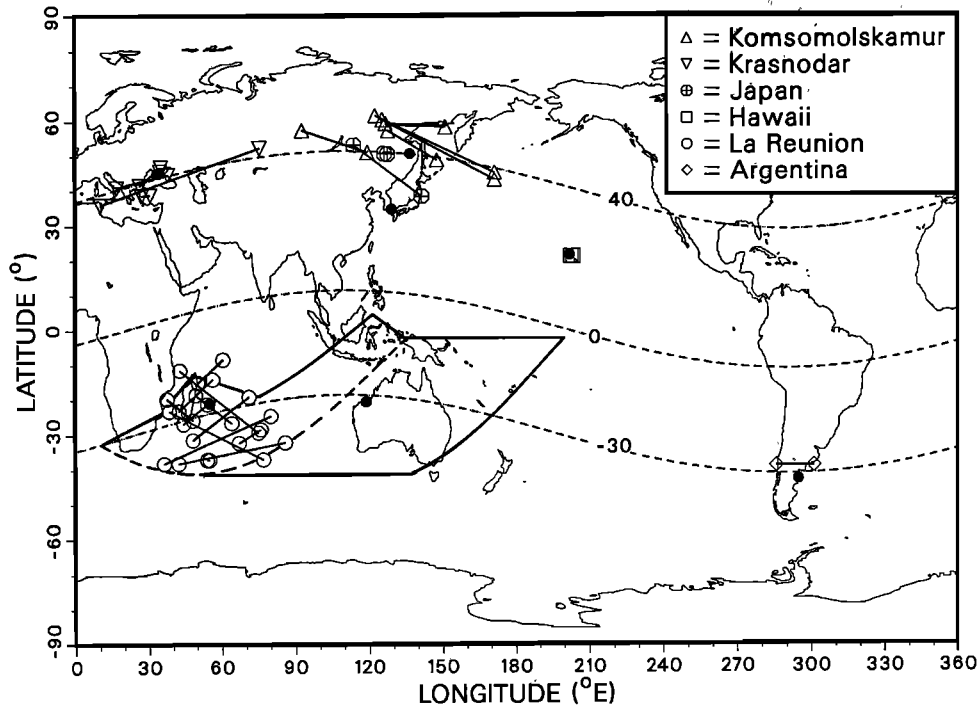 90
60
30
0
-30
-60
-90
LATITUDE (°)
△ = Komsomolskamur
▽ = Krasnodar
⊕ = Japan
□ = Hawaii
○ = La Reunion
◇ = Argentina
40
0
-30
0 30 60 90 120 150 180 210 240 270 300 330 360
LONGITUDE (°E)